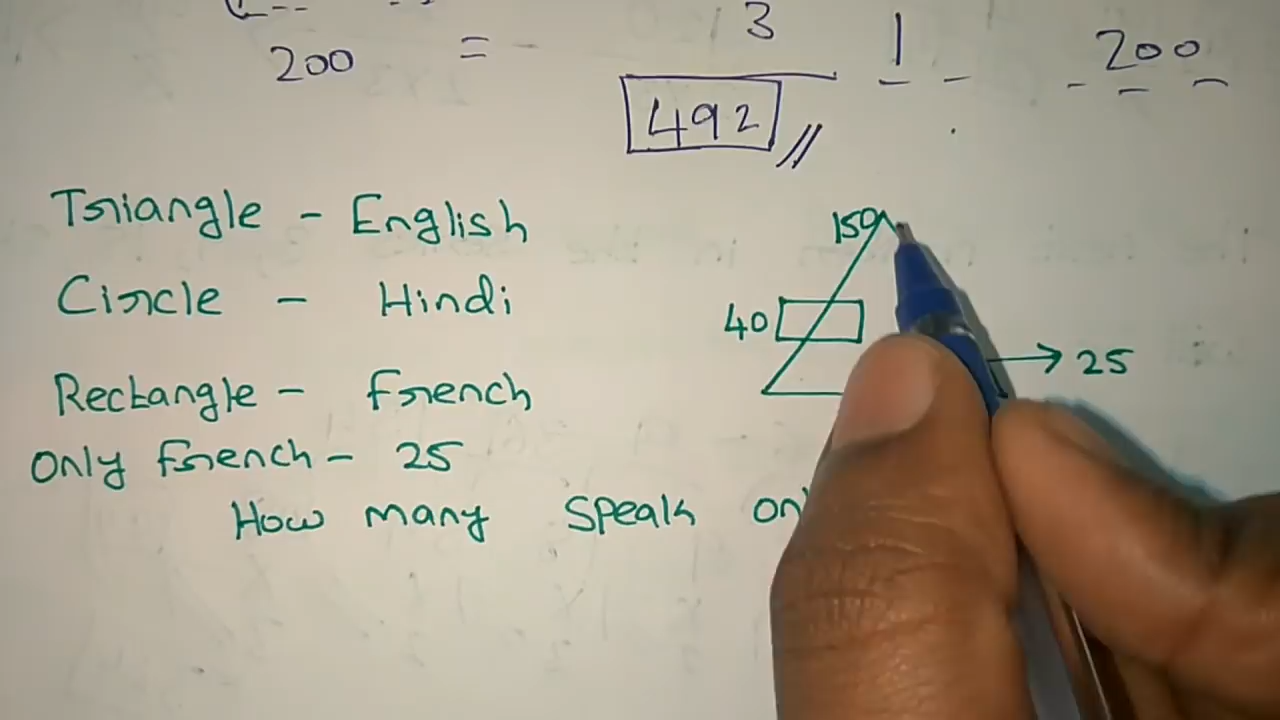 3 1
200 = 200
492
Triangle - English
Circle - Hindi
Rectangle - French
Only French - 25
How many speak
150
40
25